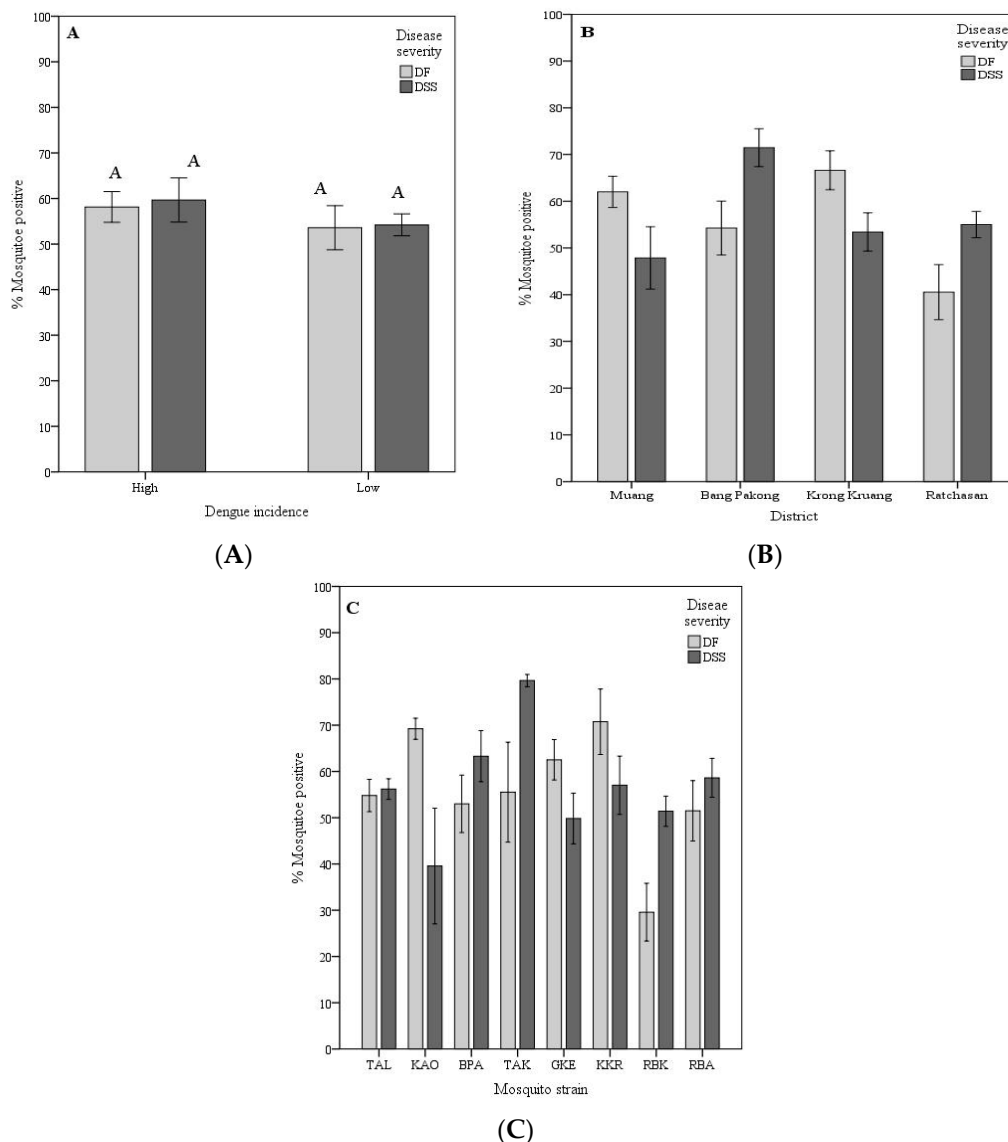 A
Disease
severity
DF
DSS
100
90
80
70
60
50
40
30
20
10
0
% Mosquitoe positive
A
A
A
A
High
Low
Dengue incidence
(A)
B
Disease
severity
DF
DSS
100
90
80
70
60
50
40
30
20
10
0
% Mosquitoe positive
Muang
Bang Pakong
Krong Kruang
Ratchasan
District
(B)
C
Diseae
severity
DF
DSS
100
90
80
70
60
50
40
30
20
10
0
% Mosquitoe positive
TAL
KAO
BPA
TAK
GKE
KKR
RBK
RBA
Mosquito strain
(C)